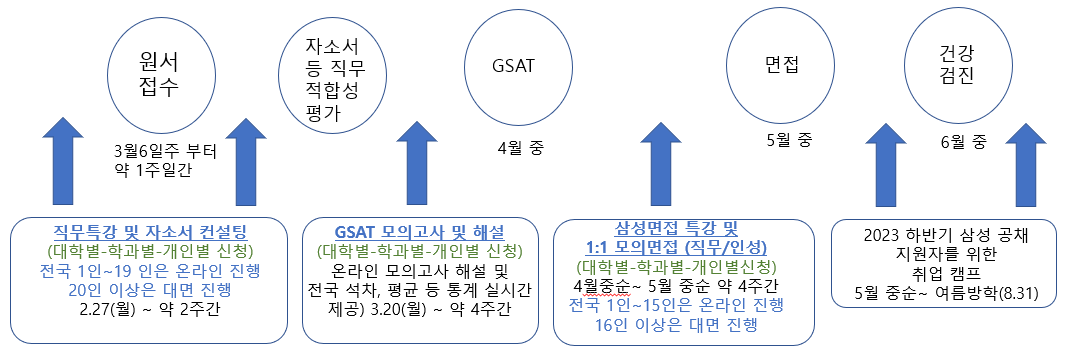 원서
접수
자소서
등 직무
적합성
평가
GSAT
면접
건강
검진
3월6일주 부터
약 1주일간
4월 중
5월 중
6월 중
직무특강 및 자소서 컨설팅
(대학별-학과별-개인별 신청)
전국 1인~19 인은 온라인 진행
20인 이상은 대면 진행
2.27(월) ~ 약 2주간
GSAT 모의고사 및 해설
(대학별-학과별-개인별 신청)
온라인 모의고사 해설 및
전국 석차, 평균 등 통계 실시간
제공) 3.20(월) ~ 약 4주간
삼성면접 특강 및
1:1 모의면접 (직무/인성)
(대학별-학과별-개인별신청)
4월중순~ 5월 중순 약 4주간
전국 1인~15인은 온라인 진행
16인 이상은 대면 진행
2023 하반기 삼성 공채
지원자를 위한
취업 캠프
5월 중순~ 여름방학(8.31)